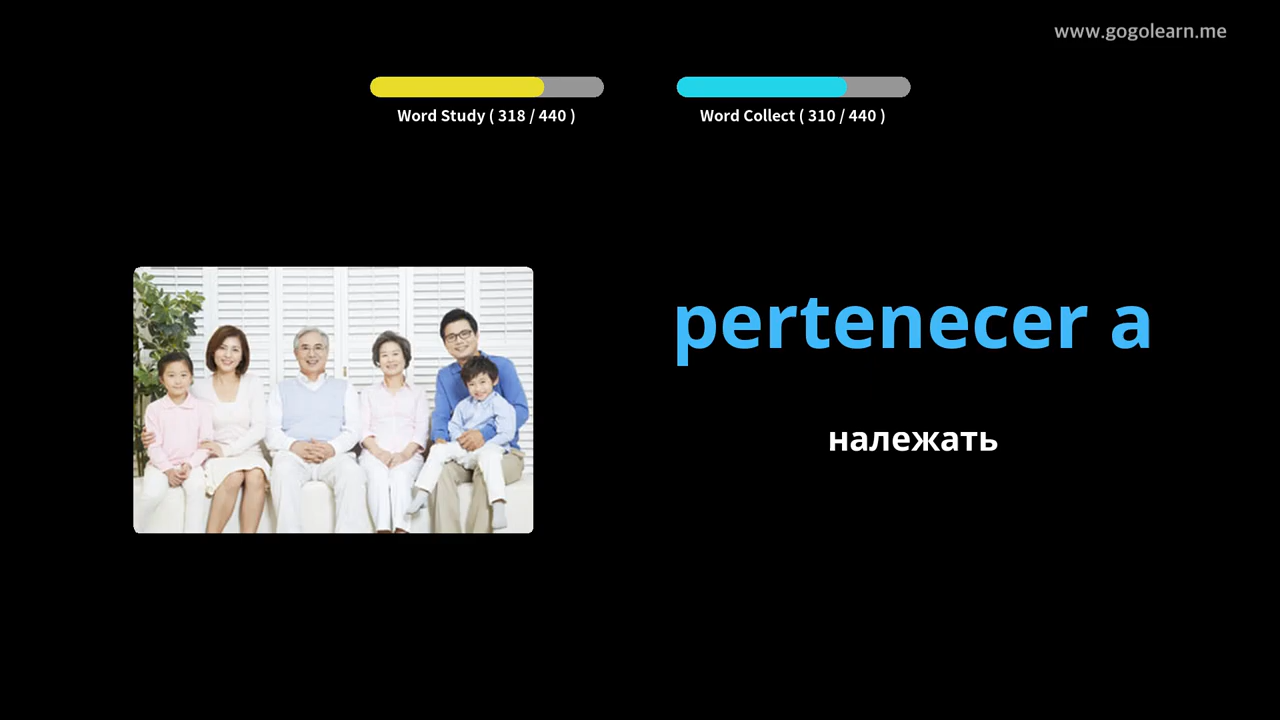 www.gogolearn.me
Word Study ( 318 / 440 )
Word Collect ( 310 / 440 )
pertenecer a
належать